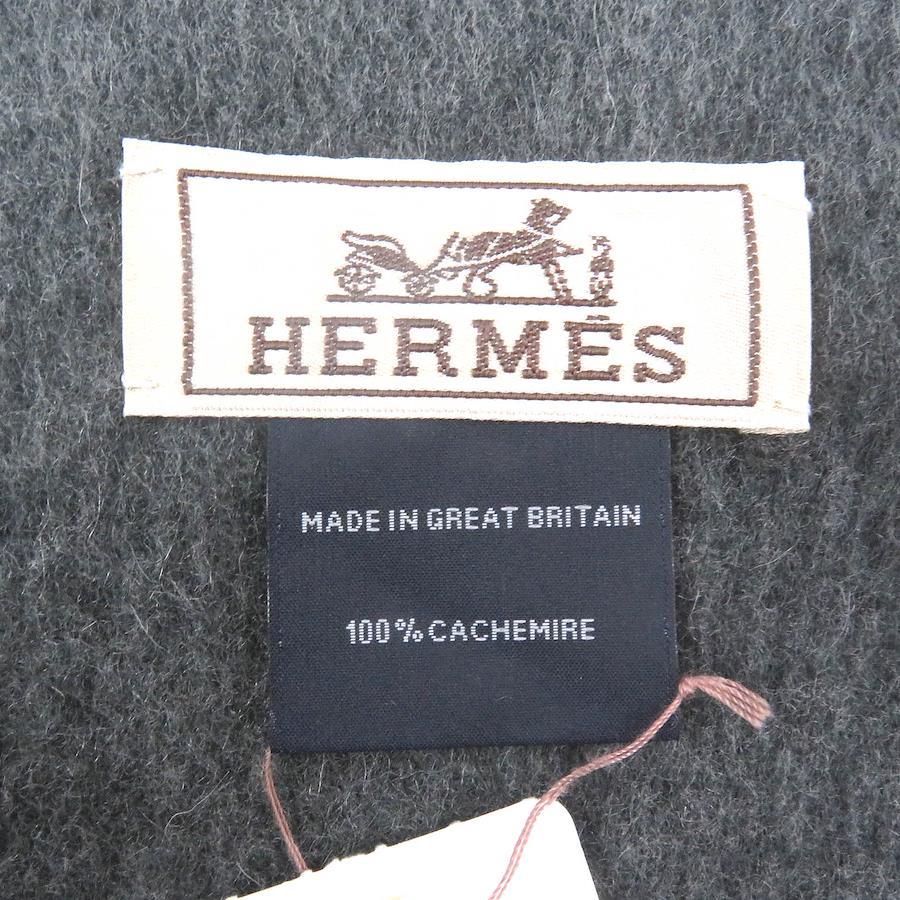 HERMÈS
MADE IN GREAT BRITAIN
100% CACHEMIRE